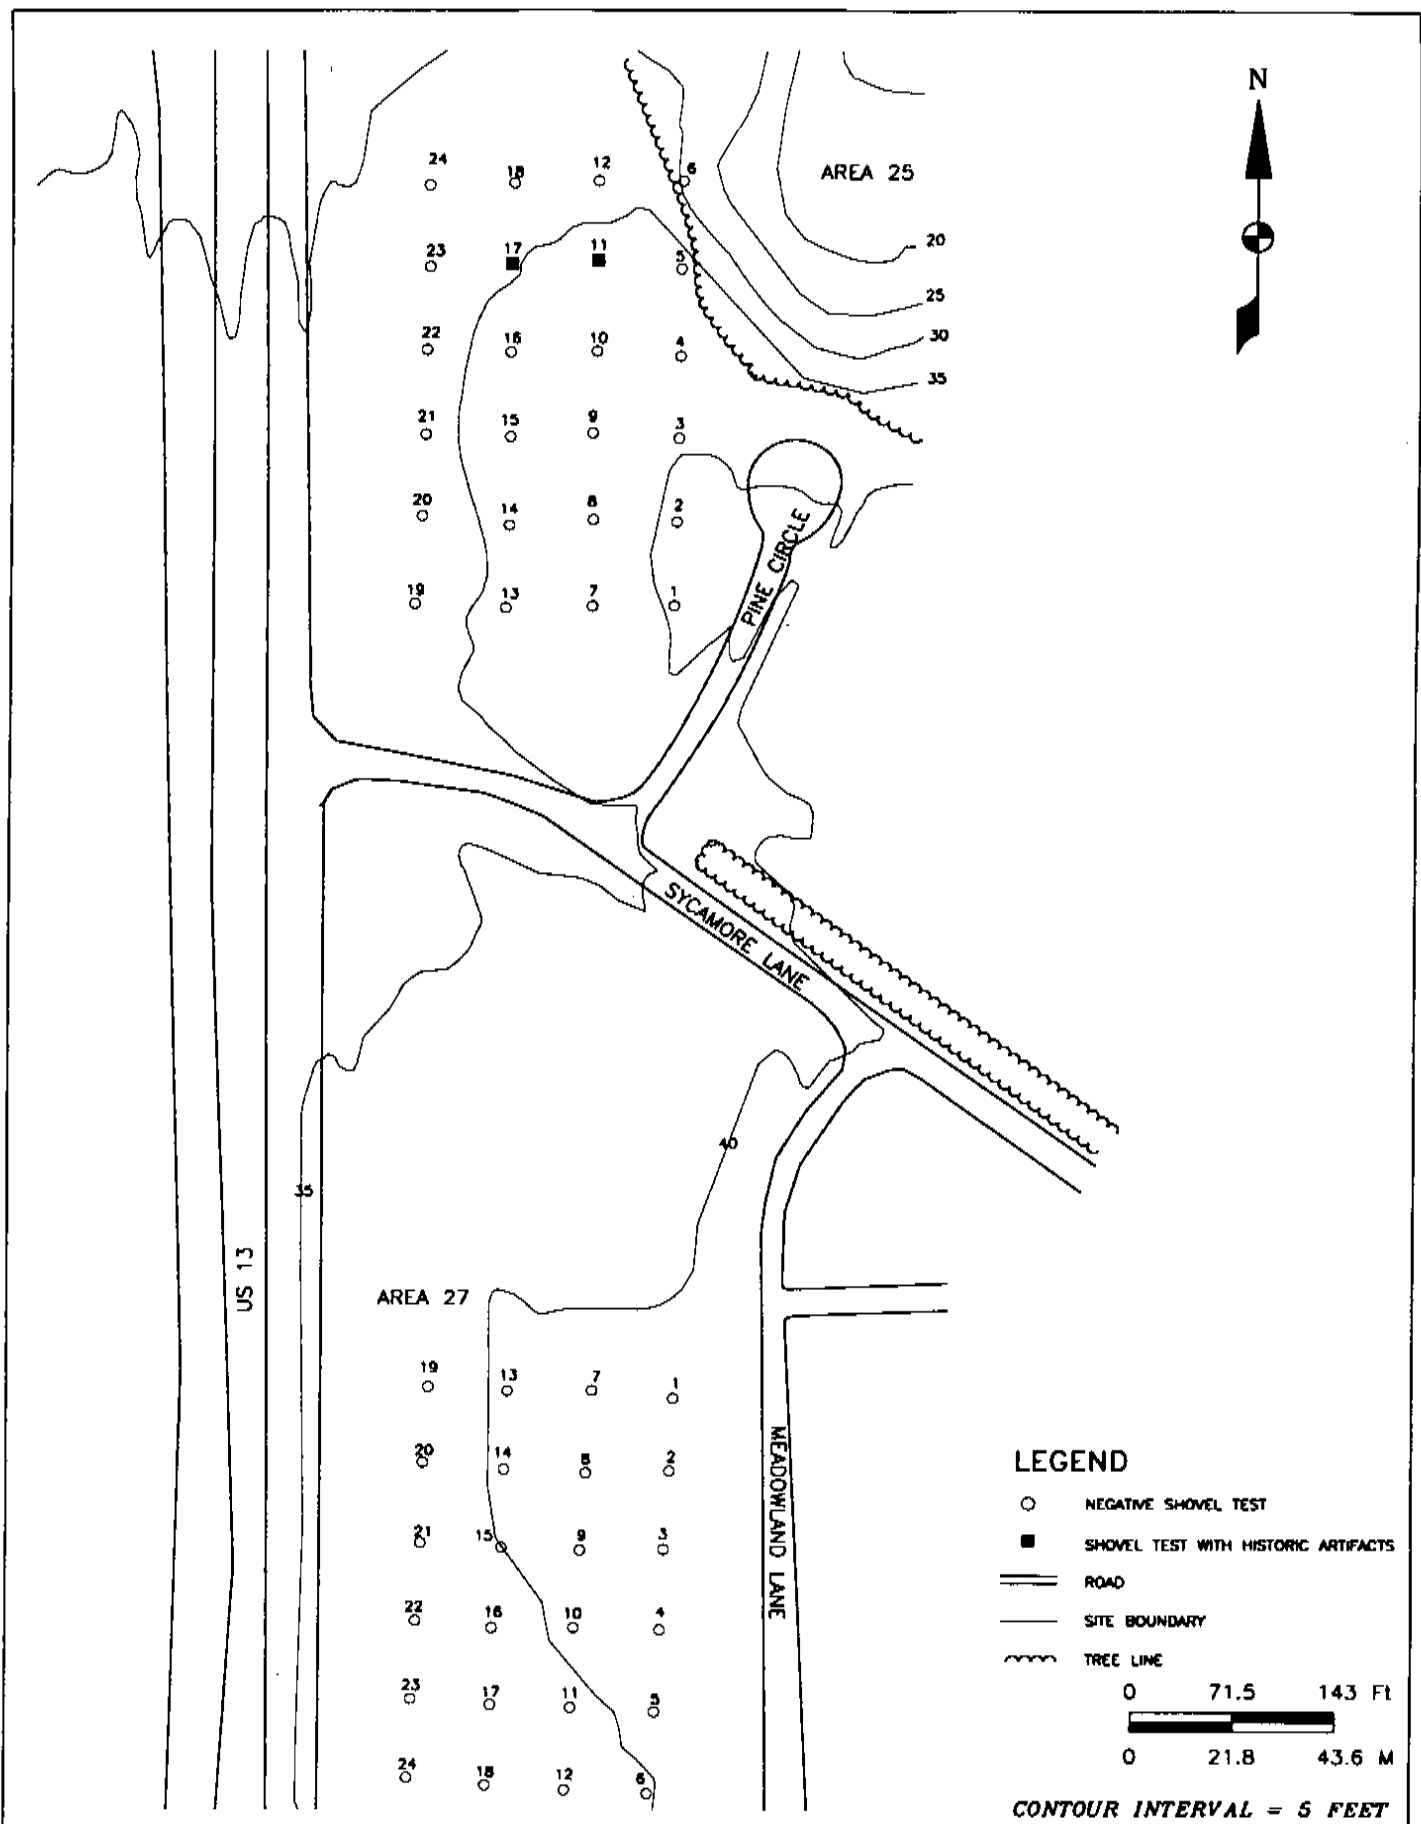 N
24 18 12 6
AREA 25
23 17 11 5
20
25
22 16 10 4
30
35
21 15 9 3
20 14 8 2
PINE CIRCLE
19 13 7 1
SYCAMORE LANE
40
35
US 13
AREA 27
19 13 7 1
20 14 8 2
MEADOWLAND LANE
21 15 9 3
22 16 10 4
23 17 11 5
24 18 12 6
LEGEND
NEGATIVE SHOVEL TEST
SHOVEL TEST WITH HISTORIC ARTIFACTS
ROAD
SITE BOUNDARY
TREE LINE
0 71.5 143 Ft
0 21.8 43.6 M
CONTOUR INTERVAL = 5 FEET